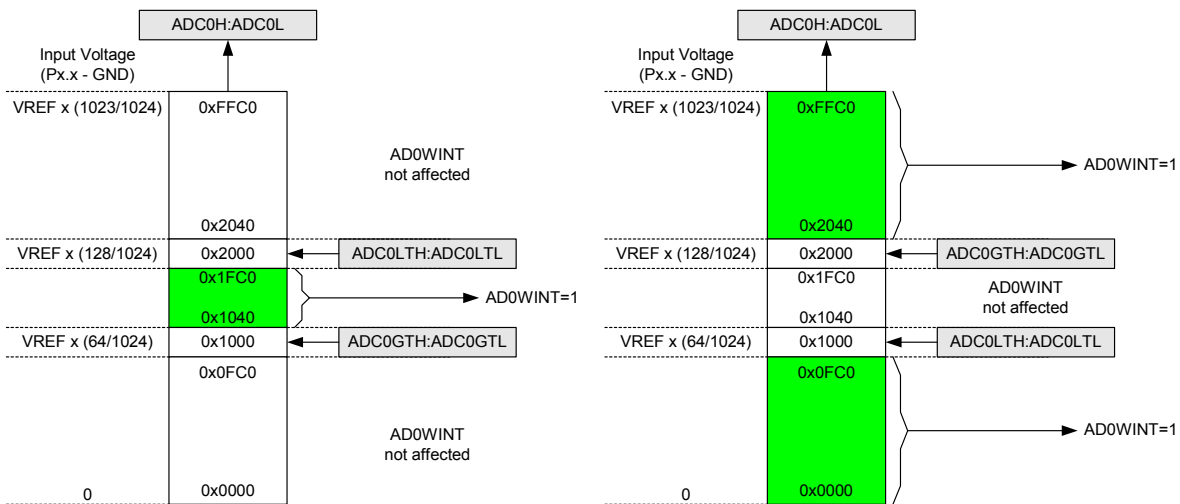 ADC0H:ADC0L
Input Voltage
(Px.x - GND)
VREF x (1023/1024)
0xFFC0
AD0WINT
not affected
0x2040
VREF x (128/1024)
0x2000
ADC0LTH:ADC0LTL
0x1FC0
AD0WINT=1
0x1040
VREF x (64/1024)
0x1000
ADC0GTH:ADC0GTL
0x0FC0
AD0WINT
not affected
0
0x0000
ADC0H:ADC0L
Input Voltage
(Px.x - GND)
VREF x (1023/1024)
0xFFC0
AD0WINT=1
0x2040
VREF x (128/1024)
0x2000
ADC0GTH:ADC0GTL
0x1FC0
AD0WINT
not affected
0x1040
VREF x (64/1024)
0x1000
ADC0LTH:ADC0LTL
0x0FC0
AD0WINT=1
0
0x0000